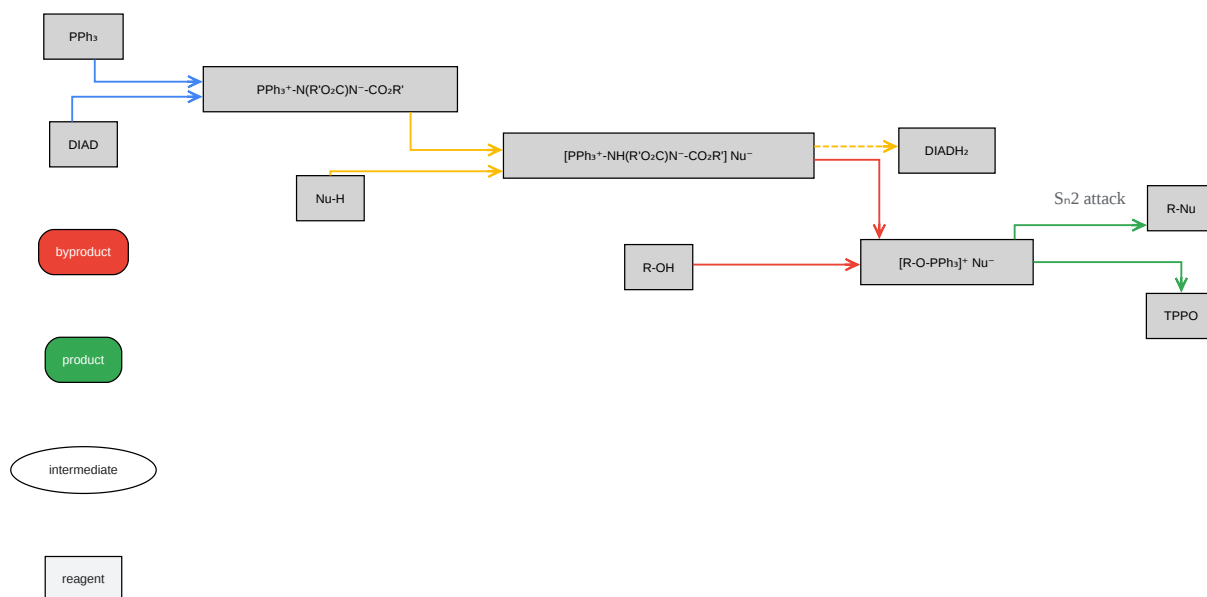 PPh₃
PPh₃⁺-N(R'O₂C)N⁻-CO₂R'
DIAD
[PPh₃⁺-NH(R'O₂C)N⁻-CO₂R'] Nu⁻
DIADH₂
Nu-H
Sₙ2 attack
R-Nu
byproduct
R-OH
[R-O-PPh₃]⁺ Nu⁻
TPPO
product
intermediate
reagent